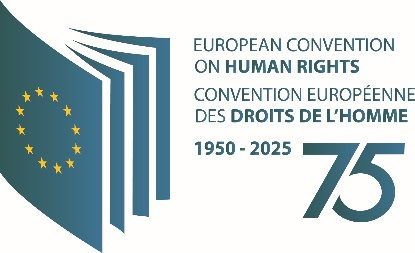 EUROPEAN CONVENTION
ON HUMAN RIGHTS
CONVENTION EUROPÉENNE
DES DROITS DE L'HOMME
1950 - 2025 75